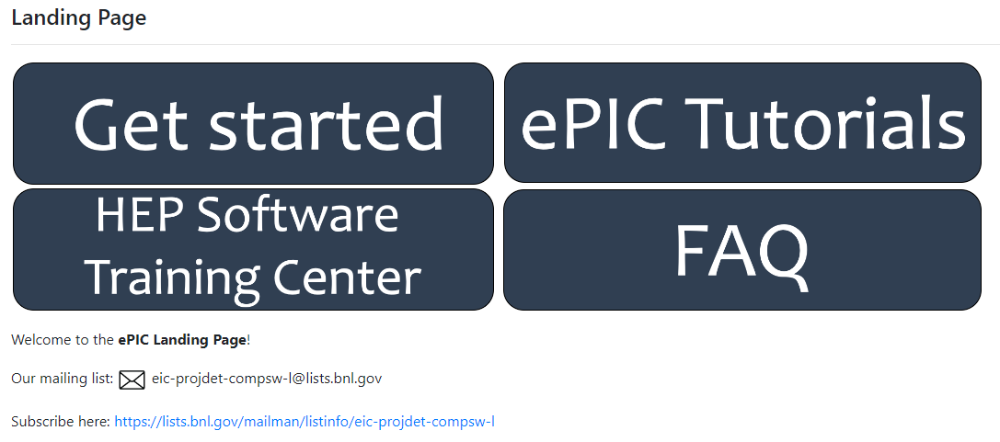 Landing Page
Get started
ePIC Tutorials
HEP Software
Training Center
FAQ
Welcome to the ePIC Landing Page!
Our mailing list: eic-projdet-compsw-l@lists.bnl.gov
Subscribe here: https://lists.bnl.gov/mailman/listinfo/eic-projdet-compsw-l